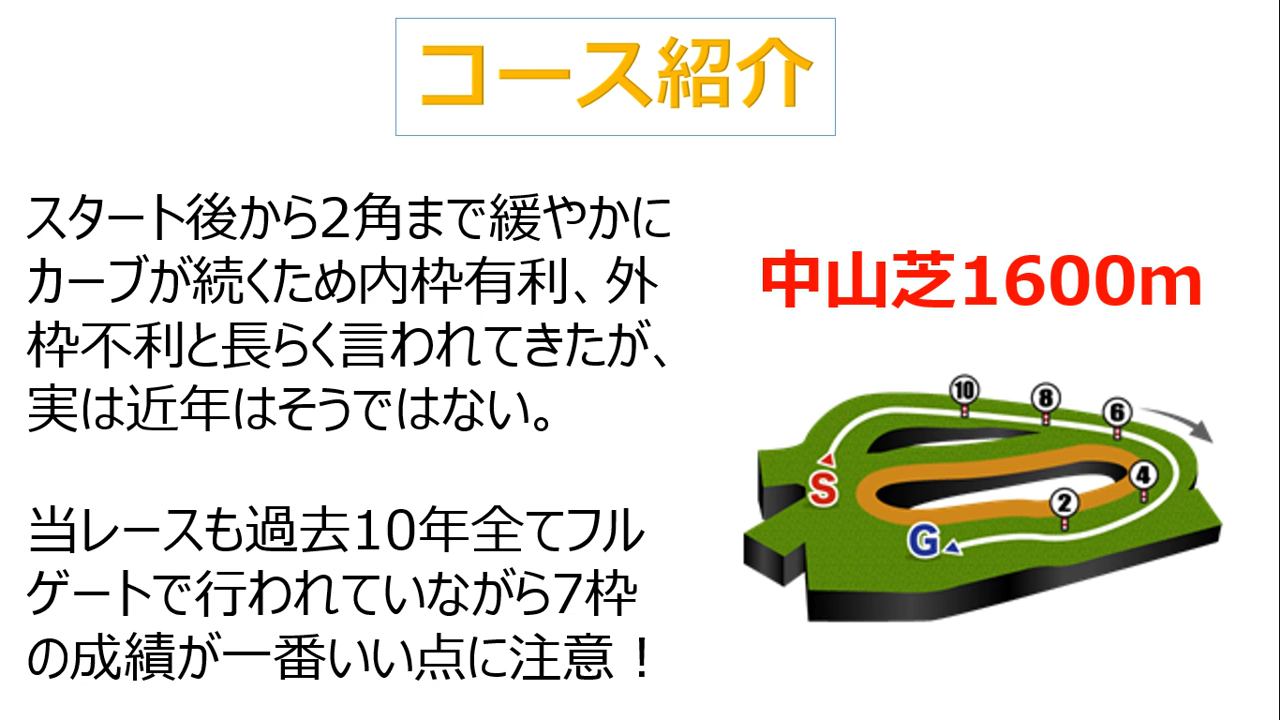 コース紹介
スタート後から2角まで緩やかに
カーブが続くため内枠有利、外
枠不利と長らく言われてきたが、
実は近年はそうではない。
当レースも過去10年全てフル
ゲートで行われていながら7枠
の成績が一番いい点に注意！
中山芝1600m
10
8
6
4
2
S
G